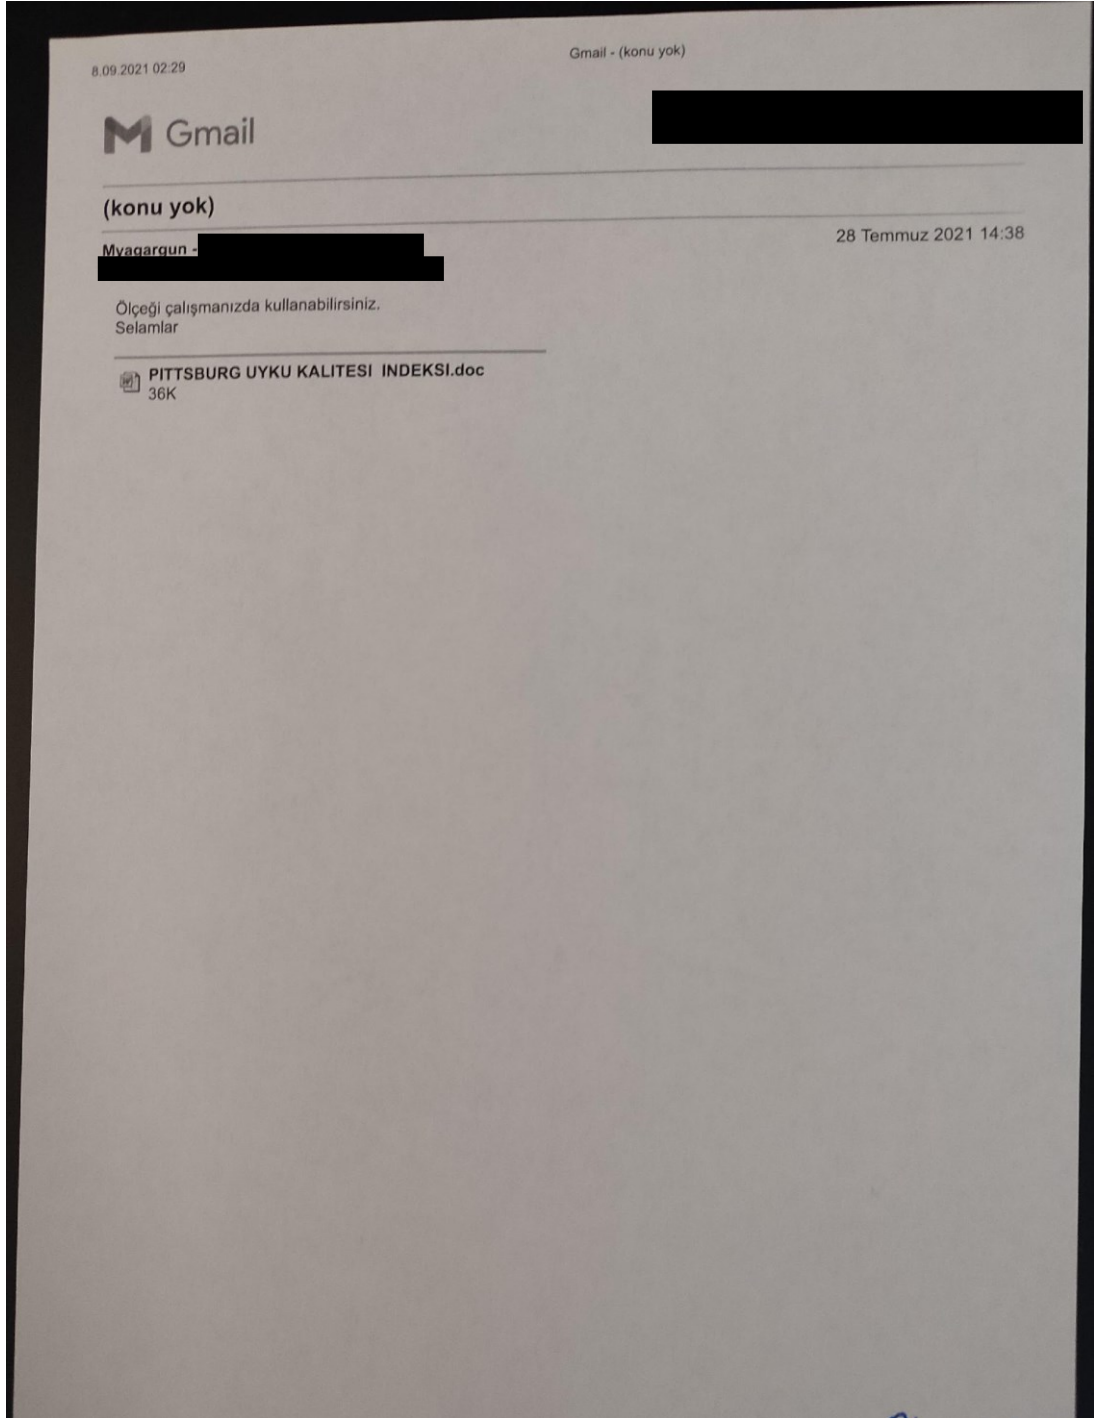 8.09.2021 02:29
Gmail - (konu yok)
Gmail
(konu yok)
Myagargun -
28 Temmuz 2021 14:38
Ölçeği çalışmanızda kullanabilirsiniz.
Selamlar
PITTSBURG UYKU KALITESI INDEKSI.doc
36K